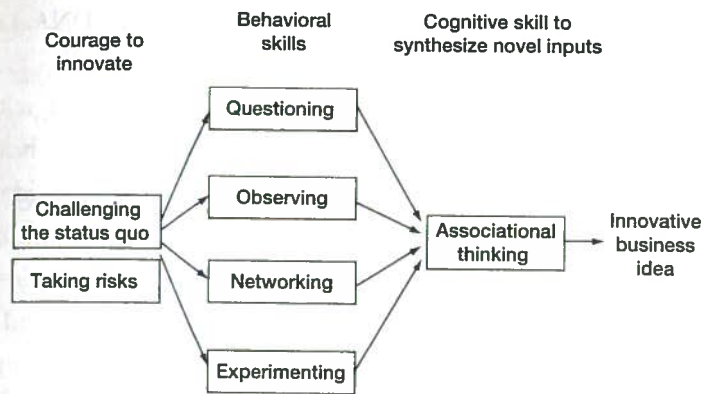 Courage to
innovate
Behavioral
skills
Cognitive skill to
synthesize novel inputs
Questioning
Observing
Networking
Experimenting
Challenging
the status quo
Taking risks
Associational
thinking
Innovative
business
idea